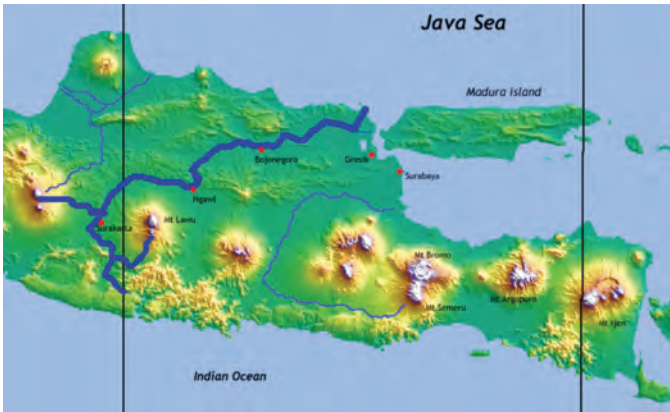 Java Sea
Madura Island
Bojonegoro
Gresik
Surabaya
Ngawi
Surakarta
Mt Lawu
Mt Bromo
Mt Semeru
Mt Argopuro
Mt Ijen
Indian Ocean